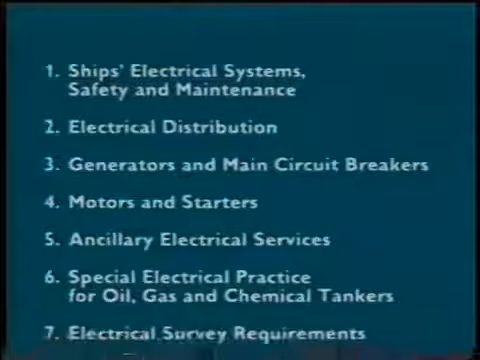 1. Ships' Electrical Systems,
Safety and Maintenance
2. Electrical Distribution
3. Generators and Main Circuit Breakers
4. Motors and Starters
5. Ancillary Electrical Services
6. Special Electrical Practice
for Oil, Gas and Chemical Tankers
7. Electrical Survey Requirements